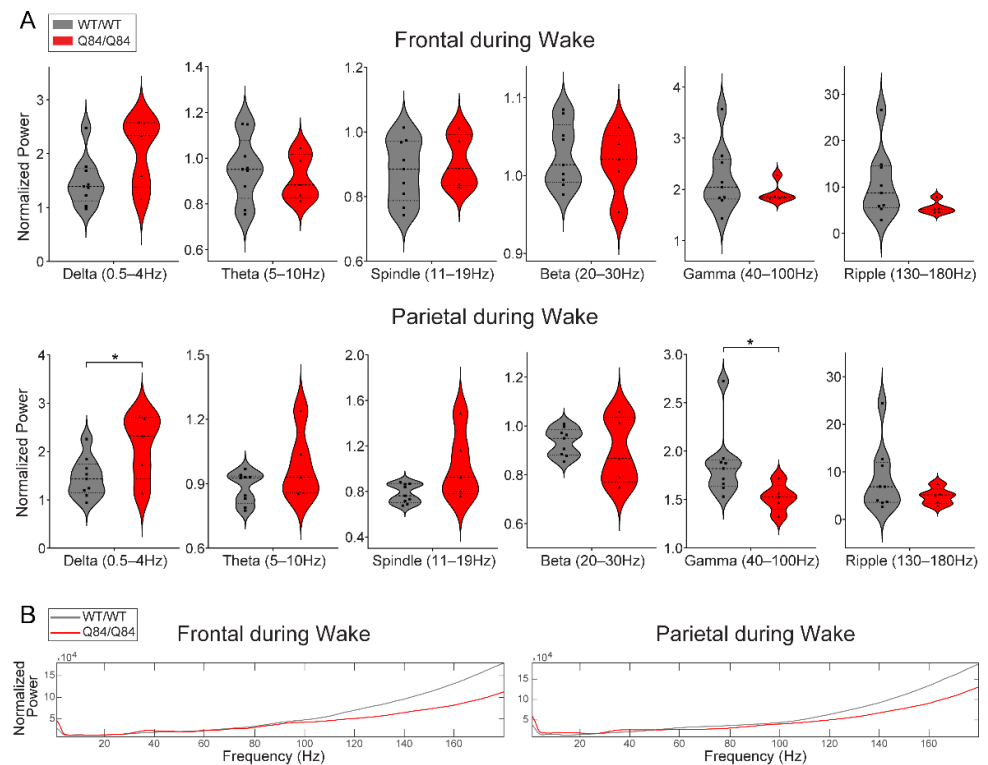 A
WT/WT
Q84/Q84
Frontal during Wake
Normalized Power
3
2
1
0
Delta (0.5–4Hz)
1.4
1.2
1.0
0.8
0.6
Theta (5–10Hz)
1.2
1.0
0.8
0.6
Spindle (11–19Hz)
1.1
1.0
0.9
Beta (20–30Hz)
4
3
2
1
Gamma (40–100Hz)
30
20
10
0
Ripple (130–180Hz)
Parietal during Wake
Normalized Power
4
3
2
1
0
*
Delta (0.5–4Hz)
1.5
1.2
0.9
0.6
Theta (5–10Hz)
2.0
1.6
1.2
0.8
0.4
Spindle (11–19Hz)
1.2
1.0
0.8
0.6
Beta (20–30Hz)
3.0
2.5
2.0
1.5
1.0
*
Gamma (40–100Hz)
30
20
10
0
Ripple (130–180Hz)
B
WT/WT
Q84/Q84
Frontal during Wake
Normalized
Power
×10⁴
15
10
5
20 40 60 80 100 120 140 160
Frequency (Hz)
Parietal during Wake
×10⁴
15
10
5
20 40 60 80 100 120 140 160
Frequency (Hz)